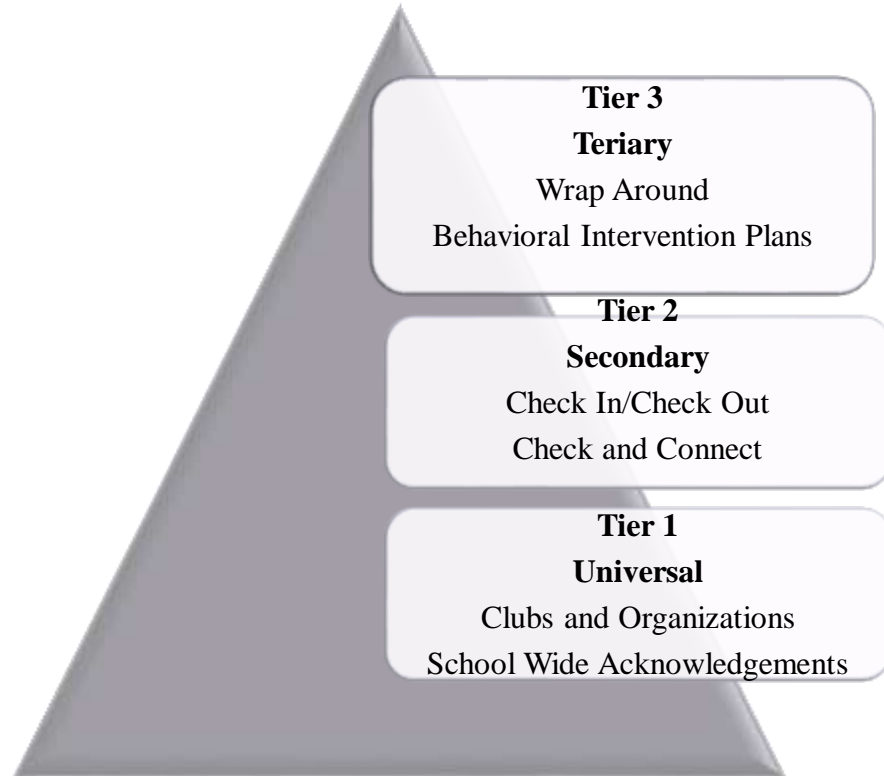 Tier 3
Teriary
Wrap Around
Behavioral Intervention Plans
Tier 2
Secondary
Check In/Check Out
Check and Connect
Tier 1
Universal
Clubs and Organizations
School Wide Acknowledgements